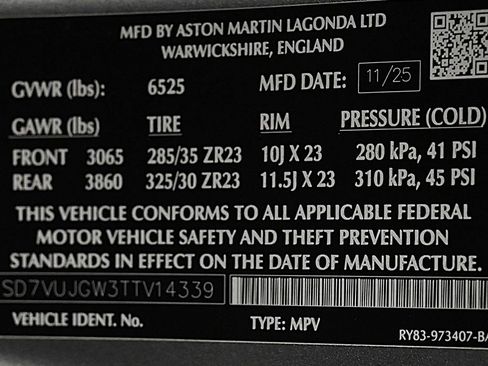 MFD BY ASTON MARTIN LAGONDA LTD
WARWICKSHIRE, ENGLAND
GVWR (lbs): 6525 MFD DATE: 11/25
GAWR (lbs) TIRE RIM PRESSURE (COLD)
FRONT 3065 285/35 ZR23 10J X 23 280 kPa, 41 PSI
REAR 3860 325/30 ZR23 11.5J X 23 310 kPa, 45 PSI
THIS VEHICLE CONFORMS TO ALL APPLICABLE FEDERAL
MOTOR VEHICLE SAFETY AND THEFT PREVENTION
STANDARDS IN EFFECT ON THE DATE OF MANUFACTURE.
SD7VUJGW3TTV14339
VEHICLE IDENT. No. TYPE: MPV RY83-973407-BA